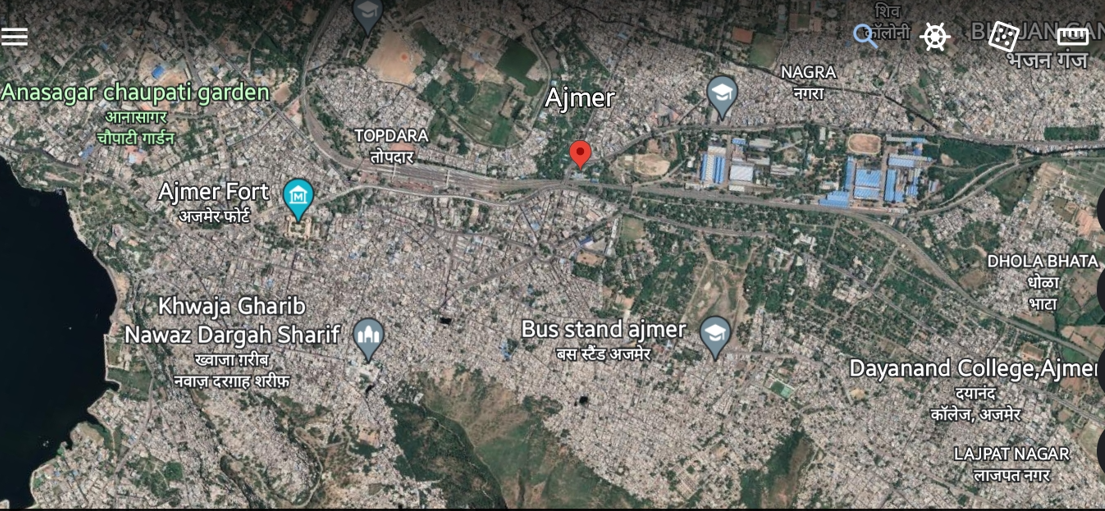 शिव
कॉलोनी
भजन गंज
NAGRA
नगरा
Anasagar chaupati garden
आनासागर
चौपाटी गार्डन
Ajmer
TOPDARA
तोपदार
Ajmer Fort
अजमेर फोर्ट
DHOLA BHATA
धोळा
भाटा
Khwaja Gharib
Nawaz Dargah Sharif
ख्वाजा ग़रीब
नवाज़ दरगाह शरीफ़
Bus stand ajmer
बस स्टैंड अजमेर
Dayanand College,Ajmer
दयानंद
कॉलेज, अजमेर
LAJPAT NAGAR
लाजपत नगर